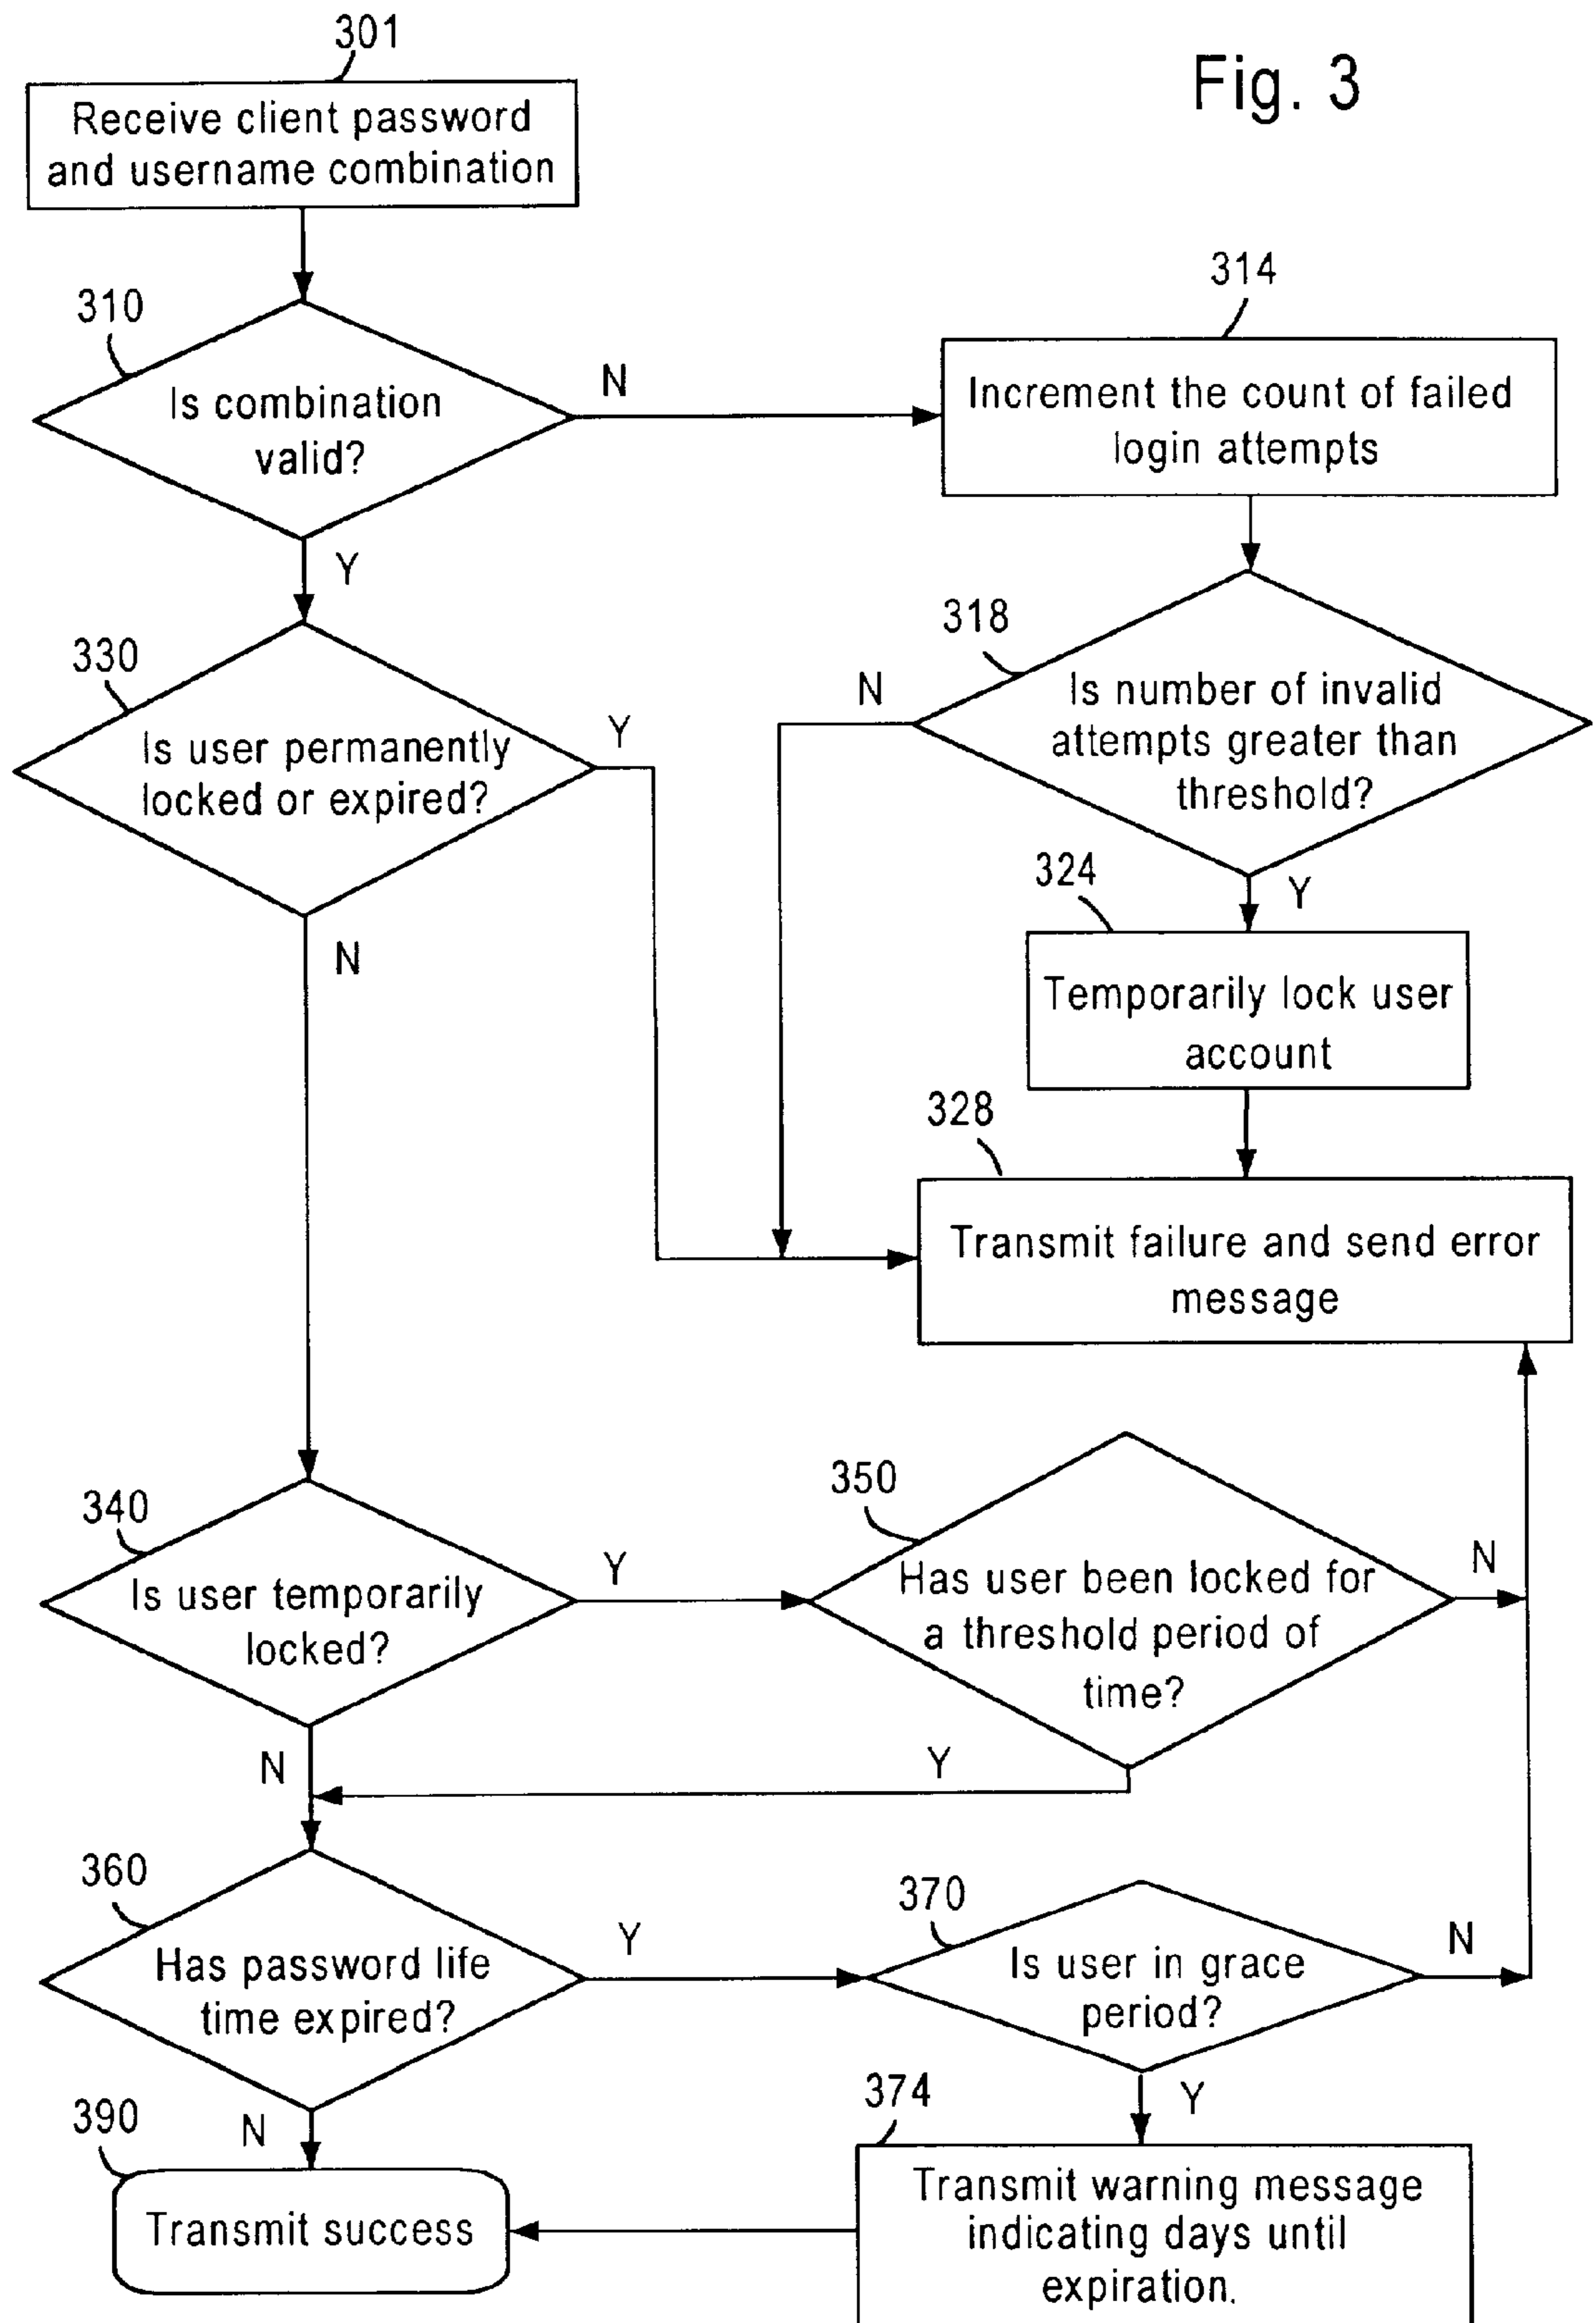 301
Fig. 3
Receive client password
and username combination
310
Is combination
valid?
N
Y
314
Increment the count of failed
login attempts
318
Is number of invalid
attempts greater than
threshold?
N
Y
330
Is user permanently
locked or expired?
Y
N
324
Temporarily lock user
account
328
Transmit failure and send error
message
340
Is user temporarily
locked?
Y
N
350
Has user been locked for
a threshold period of
time?
N
Y
360
Has password life
time expired?
Y
N
370
Is user in grace
period?
N
Y
374
Transmit warning message
indicating days until
expiration.
390
Transmit success